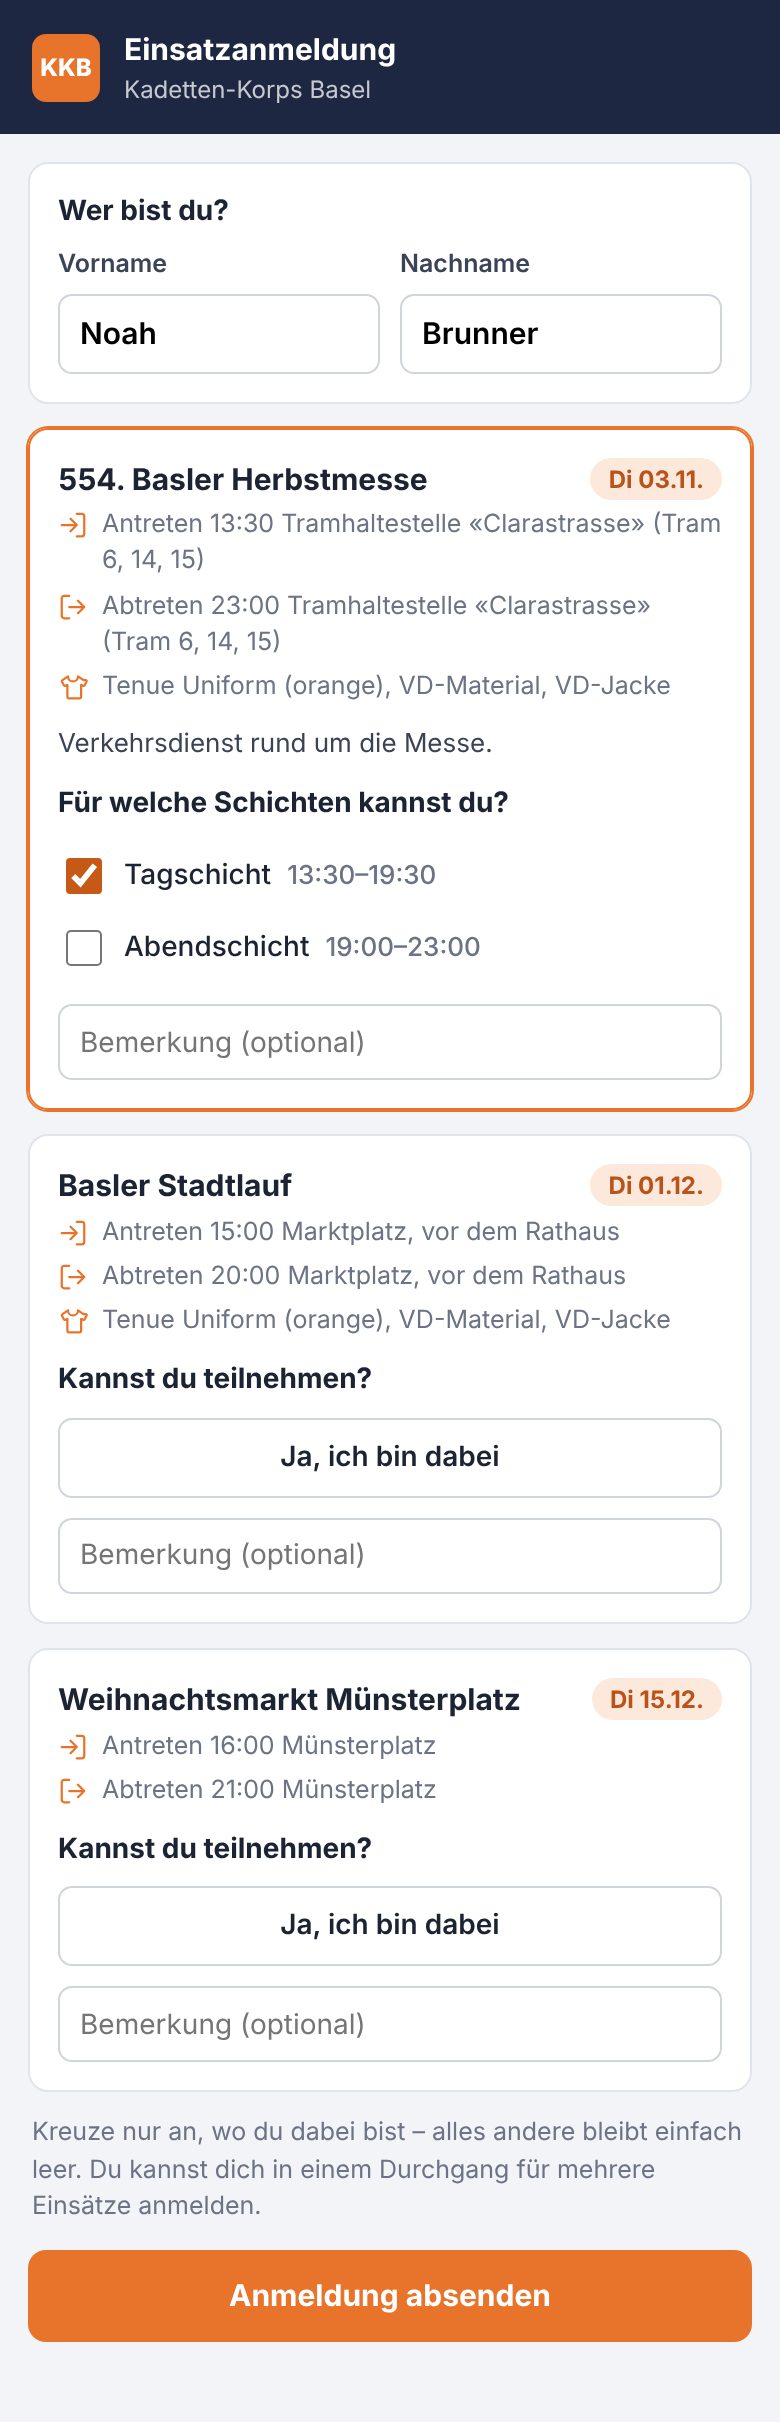 KKB
Einsatzanmeldung
Kadetten-Korps Basel
Wer bist du?
Vorname
Nachname
Noah
Brunner
554. Basler Herbstmesse
Di 03.11.
Antreten 13:30 Tramhaltestelle «Clarastrasse» (Tram
6, 14, 15)
Abtreten 23:00 Tramhaltestelle «Clarastrasse»
(Tram 6, 14, 15)
Tenue Uniform (orange), VD-Material, VD-Jacke
Verkehrsdienst rund um die Messe.
Für welche Schichten kannst du?
Tagschicht 13:30–19:30
Abendschicht 19:00–23:00
Bemerkung (optional)
Basler Stadtlauf
Di 01.12.
Antreten 15:00 Marktplatz, vor dem Rathaus
Abtreten 20:00 Marktplatz, vor dem Rathaus
Tenue Uniform (orange), VD-Material, VD-Jacke
Kannst du teilnehmen?
Ja, ich bin dabei
Bemerkung (optional)
Weihnachtsmarkt Münsterplatz
Di 15.12.
Antreten 16:00 Münsterplatz
Abtreten 21:00 Münsterplatz
Kannst du teilnehmen?
Ja, ich bin dabei
Bemerkung (optional)
Kreuze nur an, wo du dabei bist – alles andere bleibt einfach
leer. Du kannst dich in einem Durchgang für mehrere
Einsätze anmelden.
Anmeldung absenden